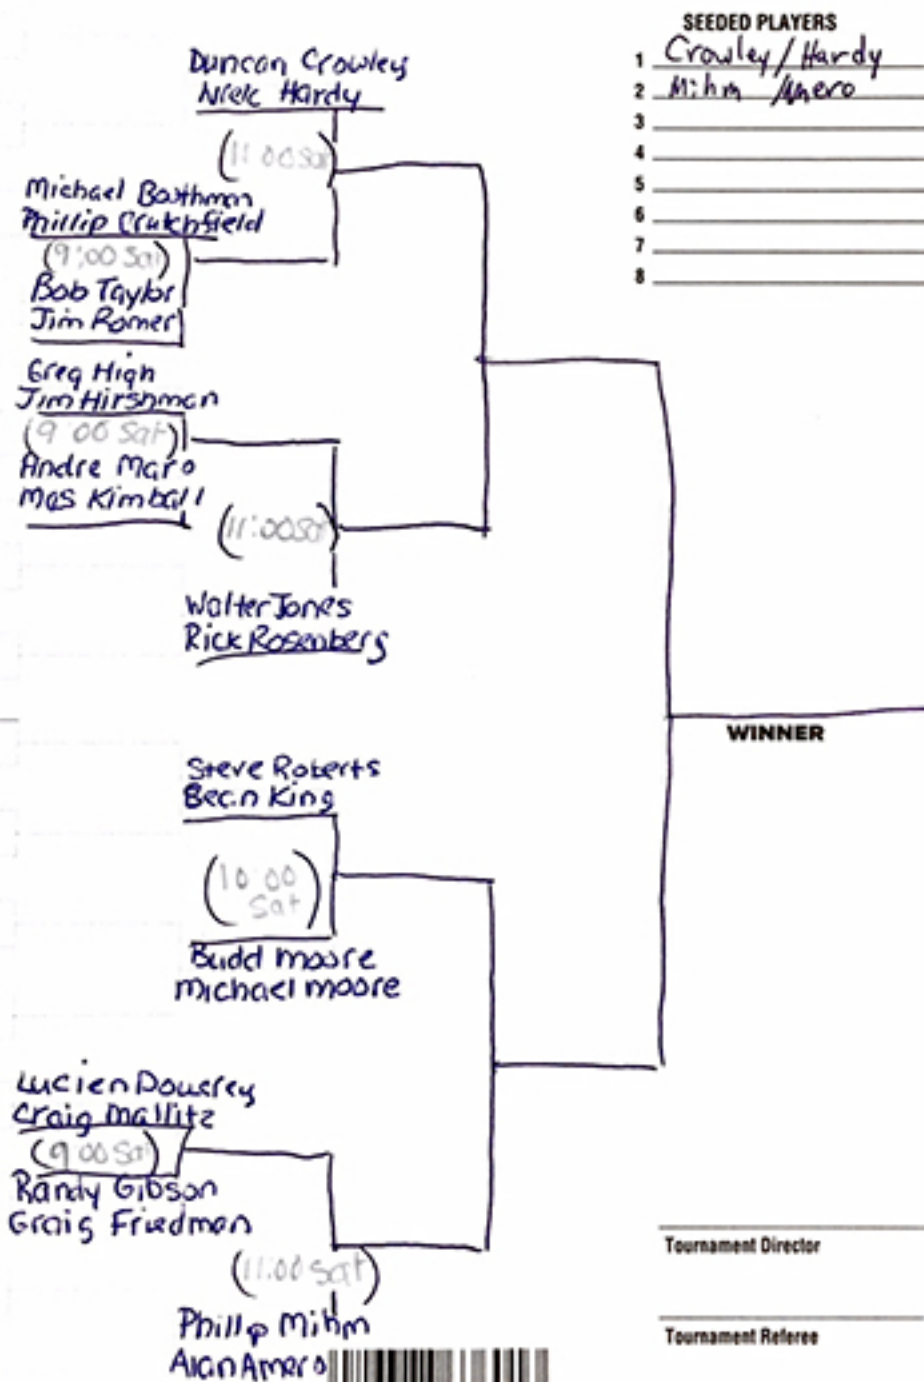 SEEDED PLAYERS
1 Crowley / Hardy
2 Mihm / Amero
3
4
5
6
7
8
Duncan Crowley
Nick Hardy
(11:00 Sat)
Michael Boothman
Phillip Crutchfield
(9:00 Sat)
Bob Taylor
Jim Romer
Greg High
Jim Hirshman
(9:00 Sat)
Andre Maro
Mas Kimball
(11:00 Sat)
Walter Jones
Rick Rosenberg
WINNER
Steve Roberts
King
(10:00
Sat)
Budd Moore
Michael Moore
Lucien
Craig Mallitz
(9:00 Sat)
Randy Gibson
Graig Friedman
(11:00 Sat)
Phillip Mihm
Alan Amero
Tournament Director
Tournament Referee